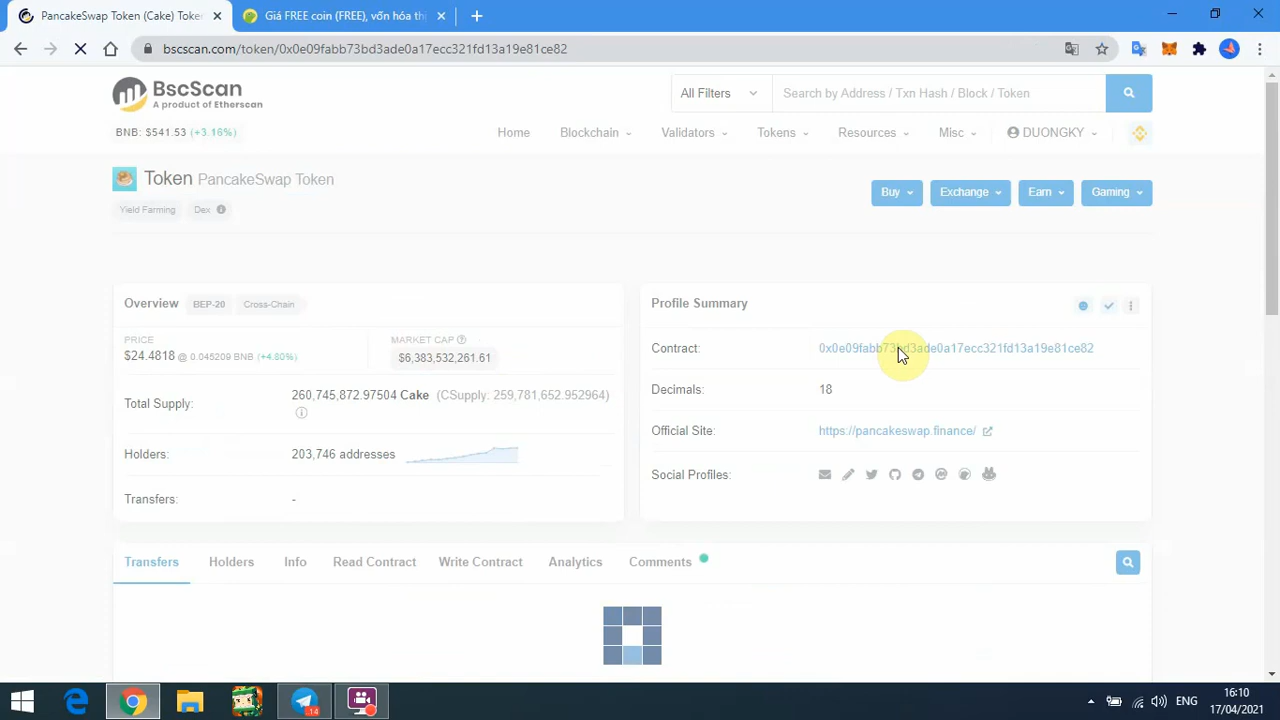 PancakeSwap Token (Cake) Toke
Giá FREE coin (FREE), vốn hóa thị
bscscan.com/token/0x0e09fabb73bd3ade0a17ecc321fd13a19e81ce82
BscScan
A product of Etherscan
All Filters
Search by Address / Txn Hash / Block / Token
BNB: $541.53 (+3.16%)
Home
Blockchain
Validators
Tokens
Resources
Misc
DUONGKY
Token PancakeSwap Token
Buy
Exchange
Earn
Gaming
Yield Farming
Dex
Overview
BEP-20
Cross-Chain
PRICE
$24.4818 @ 0.045209 BNB (+4.80%)
MARKET CAP
$6,383,532,261.61
Total Supply:
260,745,872.97504 Cake (CSupply: 259,781,652.952964)
Holders:
203,746 addresses
Transfers:
-
Profile Summary
Contract:
0x0e09fabb73bd3ade0a17ecc321fd13a19e81ce82
Decimals:
18
Official Site:
https://pancakeswap.finance/
Social Profiles:
Transfers
Holders
Info
Read Contract
Write Contract
Analytics
Comments
14
ENG
16:10
17/04/2021